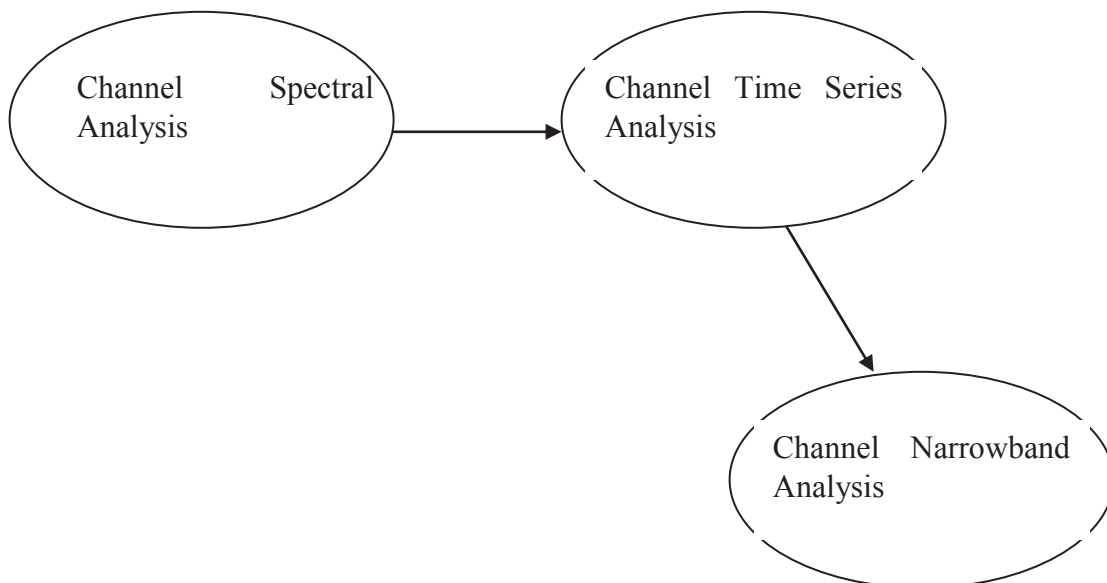 Channel Spectral
Analysis
Channel Time Series
Analysis
Channel Narrowband
Analysis